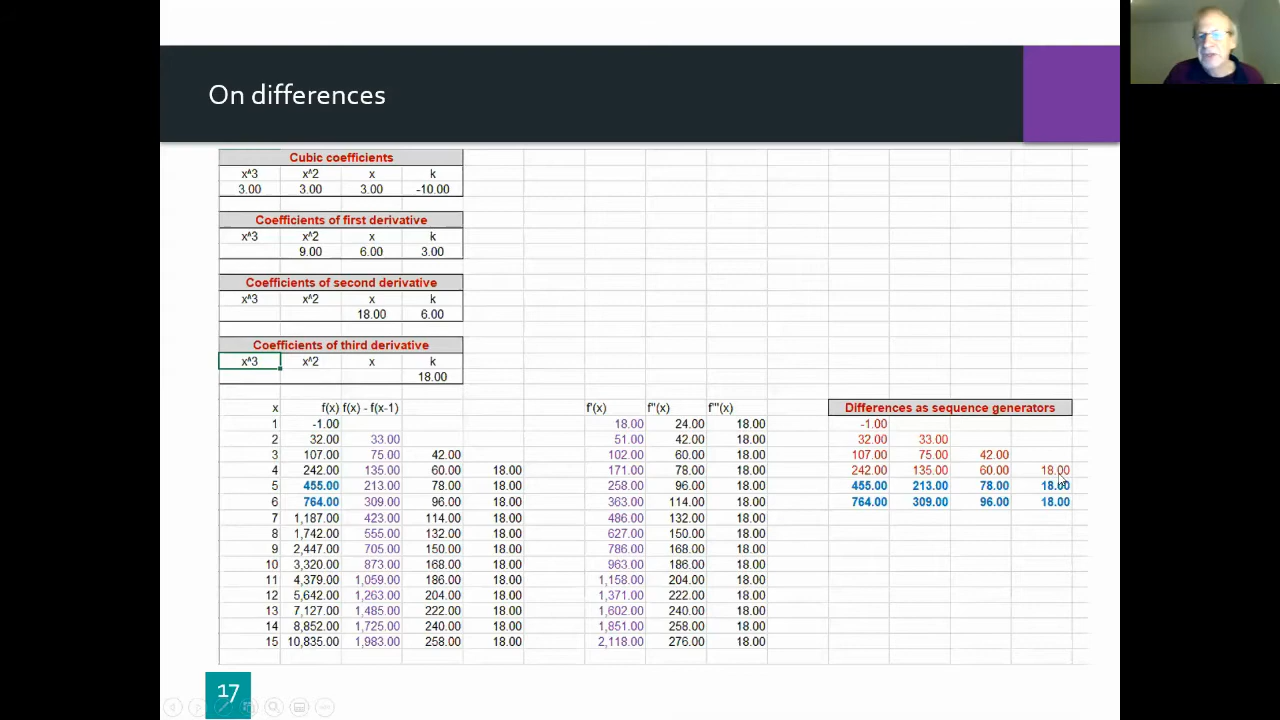 On differences
Cubic coefficients
x^3 x^2 x k
3.00 3.00 3.00 -10.00
Coefficients of first derivative
x^3 x^2 x k
9.00 6.00 3.00
Coefficients of second derivative
x^3 x^2 x k
18.00 6.00
Coefficients of third derivative
x^3 x^2 x k
18.00
x f(x) f(x) - f(x-1) f'(x) f''(x) f'''(x) Differences as sequence generators
1 -1.00 18.00 24.00 18.00 -1.00
2 32.00 33.00 51.00 42.00 18.00 32.00 33.00
3 107.00 75.00 42.00 102.00 60.00 18.00 107.00 75.00 42.00
4 242.00 135.00 60.00 18.00 171.00 78.00 18.00 242.00 135.00 60.00 18.00
5 455.00 213.00 78.00 18.00 258.00 96.00 18.00 455.00 213.00 78.00 18.00
6 764.00 309.00 96.00 18.00 363.00 114.00 18.00 764.00 309.00 96.00 18.00
7 1,187.00 423.00 114.00 18.00 486.00 132.00 18.00
8 1,742.00 555.00 132.00 18.00 627.00 150.00 18.00
9 2,447.00 705.00 150.00 18.00 786.00 168.00 18.00
10 3,320.00 873.00 168.00 18.00 963.00 186.00 18.00
11 4,379.00 1,059.00 186.00 18.00 1,158.00 204.00 18.00
12 5,642.00 1,263.00 204.00 18.00 1,371.00 222.00 18.00
13 7,127.00 1,485.00 222.00 18.00 1,602.00 240.00 18.00
14 8,852.00 1,725.00 240.00 18.00 1,851.00 258.00 18.00
15 10,835.00 1,983.00 258.00 18.00 2,118.00 276.00 18.00
17